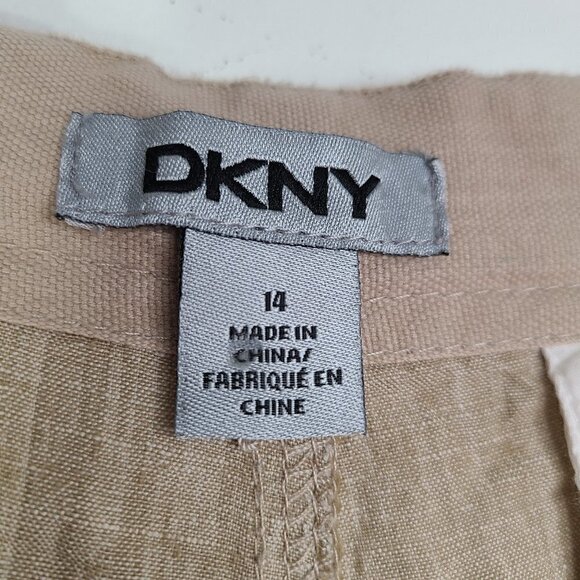 DKNY
14
MADE IN
CHINA/
FABRIQUÉ EN
CHINE